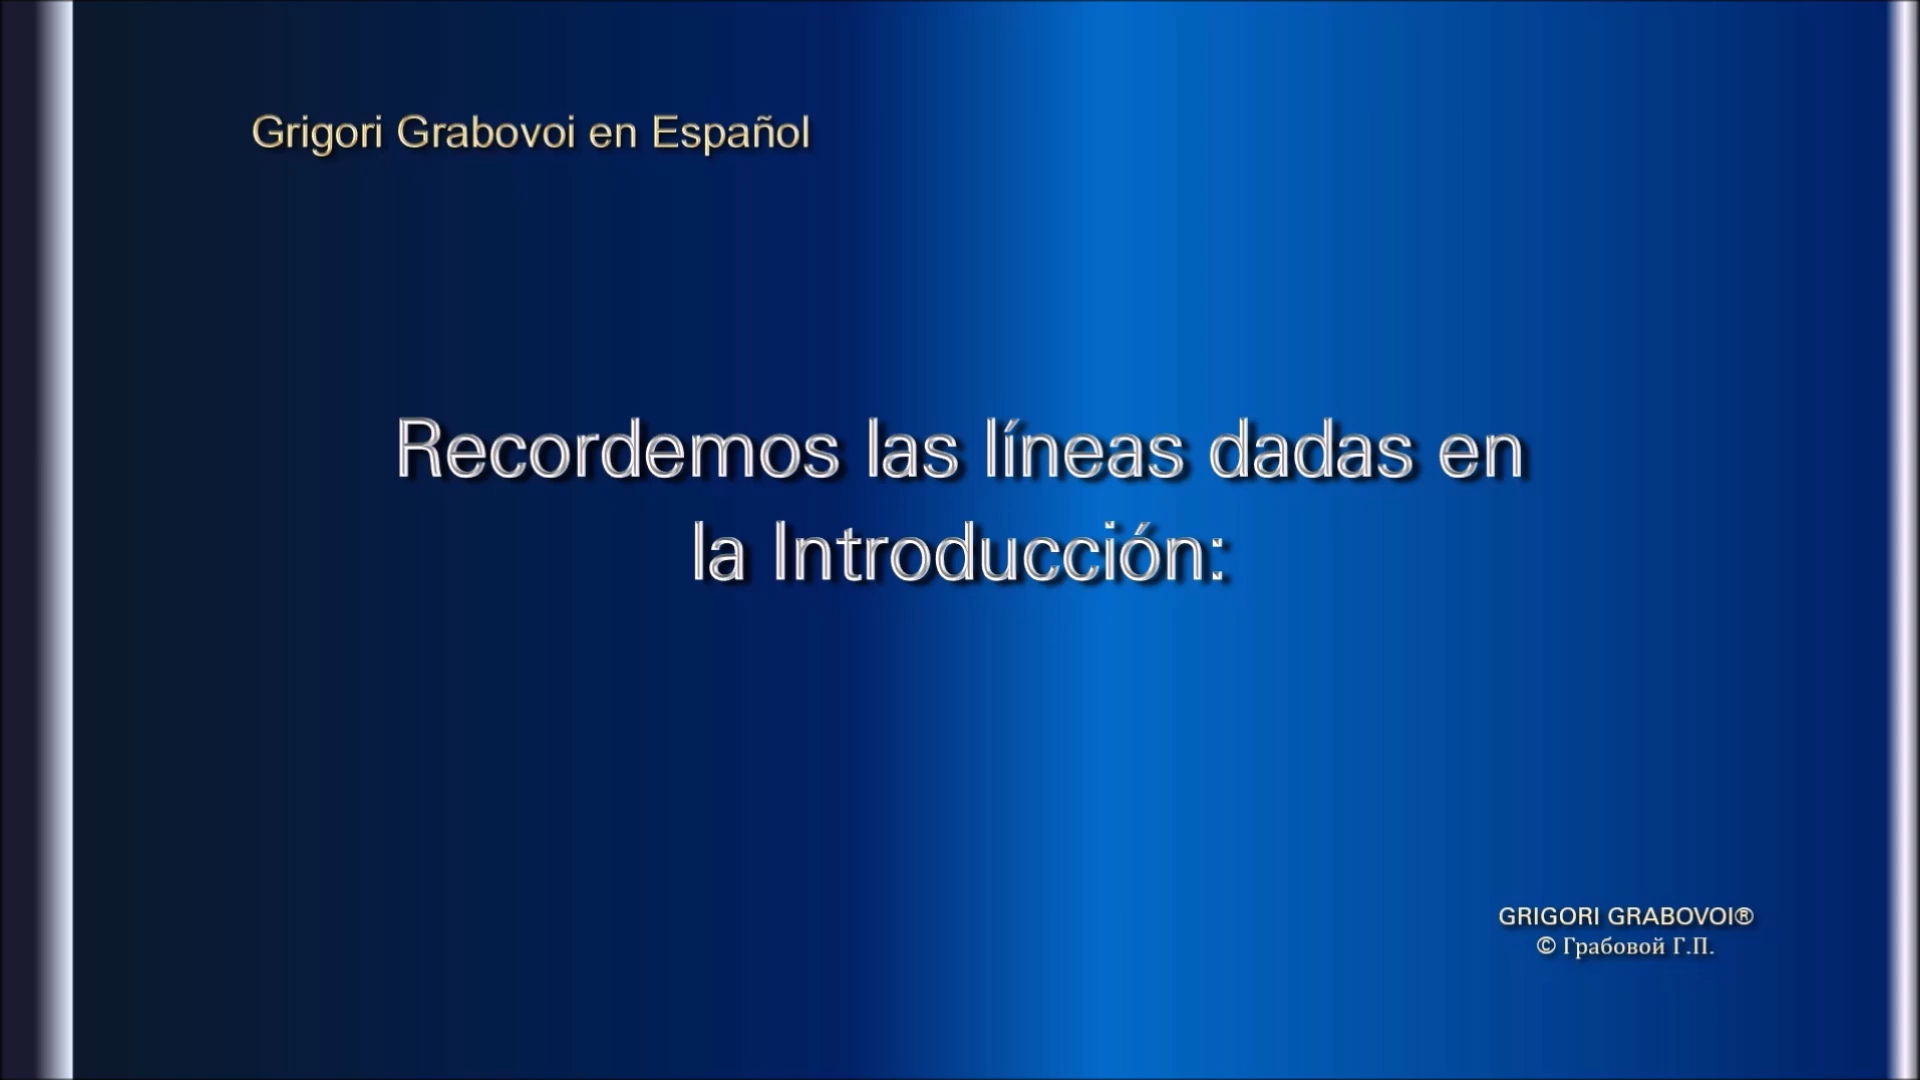 Grigori Grabovoi en Español
Recordemos las líneas dadas en
la Introducción:
GRIGORI GRABOVOI®
© Грабовой Г.П.